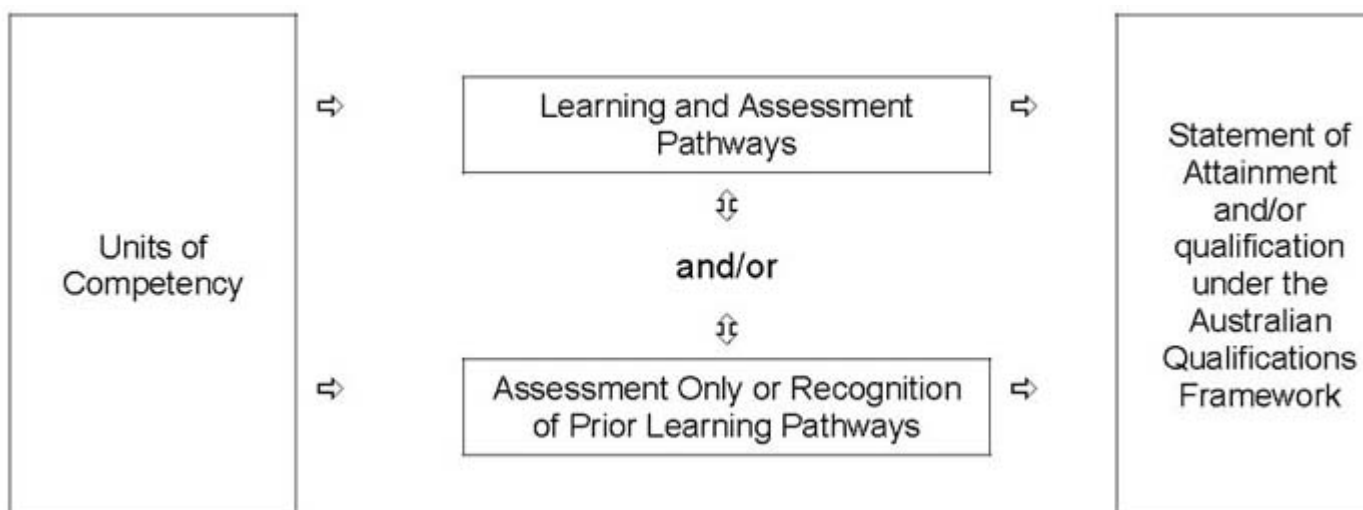 Units of
Competency
Learning and Assessment
Pathways
and/or
Assessment Only or Recognition
of Prior Learning Pathways
Statement of
Attainment
and/or
qualification
under the
Australian
Qualifications
Framework